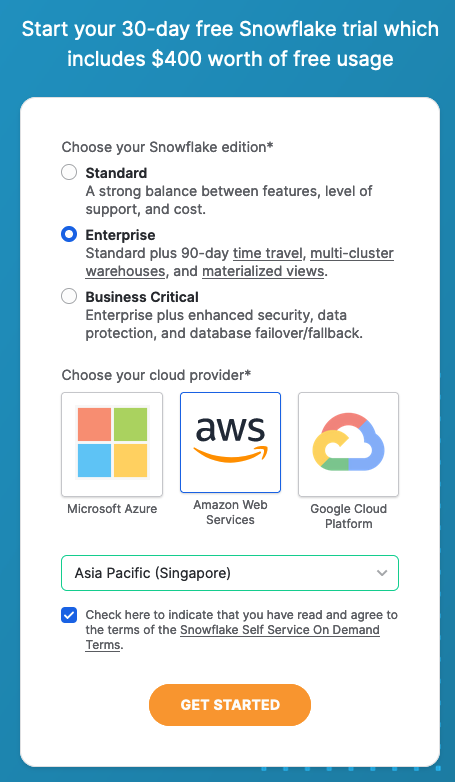 Start your 30-day free Snowflake trial which
includes $400 worth of free usage
Choose your Snowflake edition*
Standard
A strong balance between features, level of
support, and cost.
Enterprise
Standard plus 90-day time travel, multi-cluster
warehouses, and materialized views.
Business Critical
Enterprise plus enhanced security, data
protection, and database failover/fallback.
Choose your cloud provider*
aws
Microsoft Azure
Amazon Web
Services
Google Cloud
Platform
Asia Pacific (Singapore)
Check here to indicate that you have read and agree to
the terms of the Snowflake Self Service On Demand
Terms.
GET STARTED